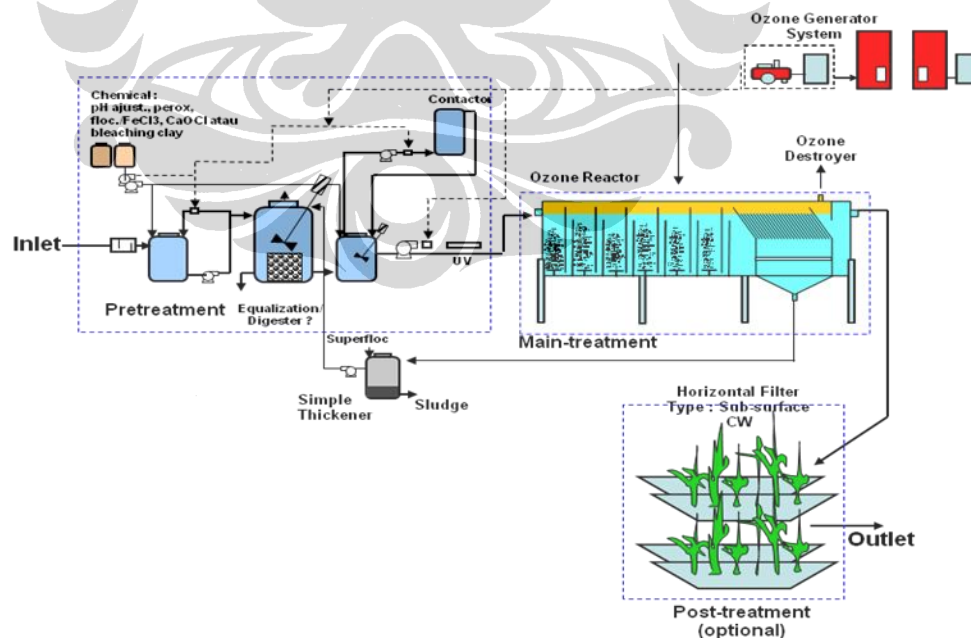 Ozone Generator
System
Chemical :
pH ajust., perox,
floc./FeCl3, CaOCl atau
bleaching clay
Contactor
Ozone
Destroyer
Ozone Reactor
Inlet
UV
Pretreatment
Equalization/
Digester ?
Main-treatment
Superfloc
Simple
Thickener
Sludge
Horizontal Filter
Type : Sub-surface
CW
Outlet
Post-treatment
(optional)